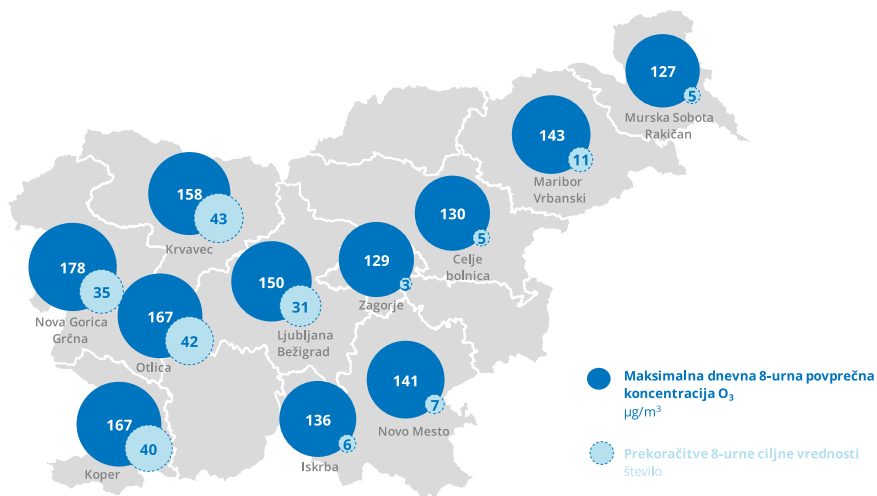 127
5
Murska Sobota
Rakičan
143
11
Maribor
Vrbanski
158
43
Krvavec
130
5
Celje
bolnica
178
35
Nova Gorica
Grčna
129
3
Zagorje
150
31
Ljubljana
Bežigrad
167
42
Otlica
141
7
Novo Mesto
136
6
Iskrba
167
40
Koper
Maksimalna dnevna 8-urna povprečna
koncentracija O₃
µg/m³
Prekoračitve 8-urne ciljne vrednosti
število